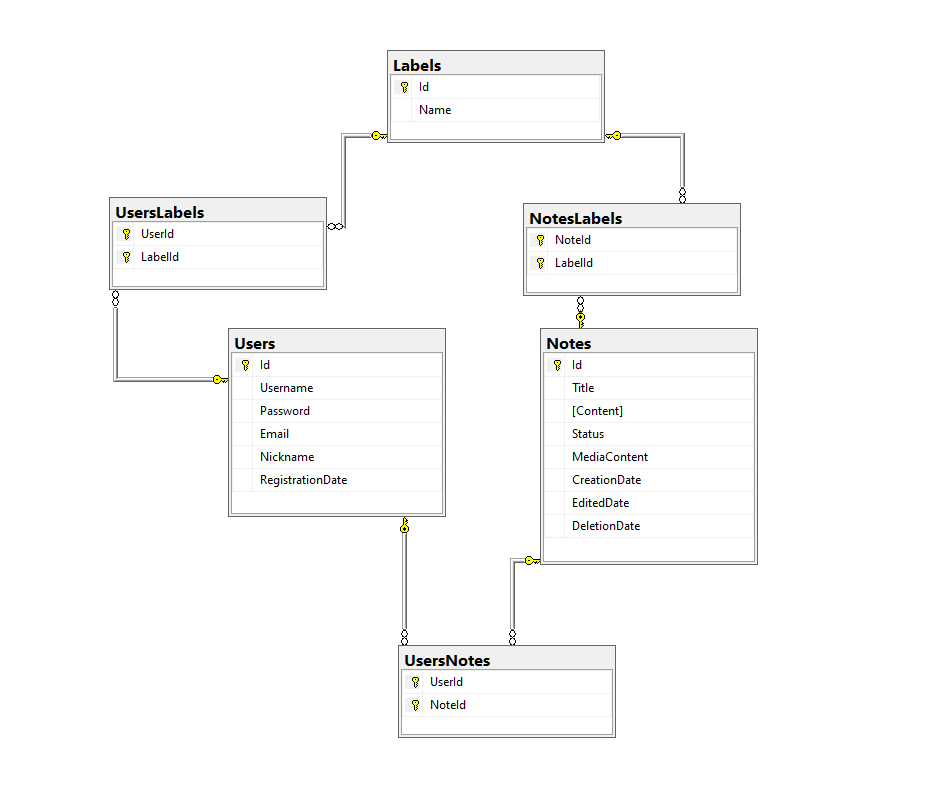 Labels
Id
Name
UsersLabels
UserId
LabelId
NotesLabels
NoteId
LabelId
Users
Id
Username
Password
Email
Nickname
RegistrationDate
Notes
Id
Title
[Content]
Status
MediaContent
CreationDate
EditedDate
DeletionDate
UsersNotes
UserId
NoteId